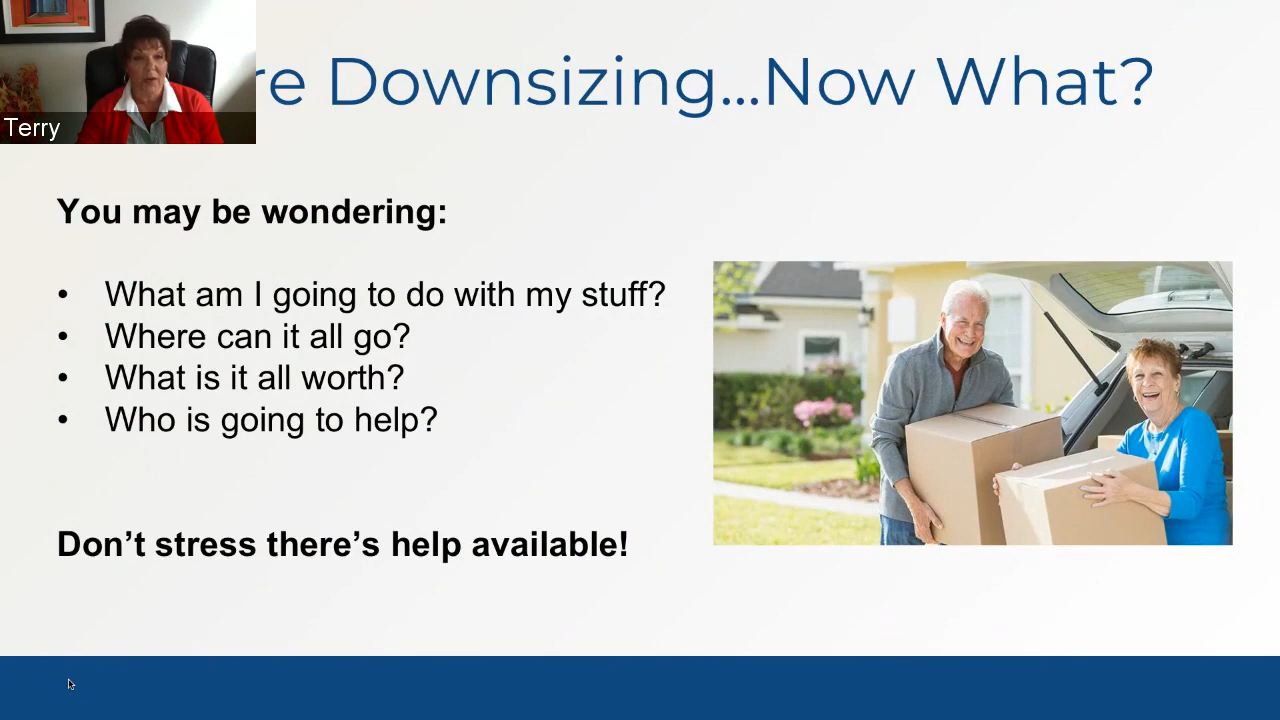 re Downsizing...Now What?
Terry
You may be wondering:
• What am I going to do with my stuff?
• Where can it all go?
• What is it all worth?
• Who is going to help?
Don’t stress there’s help available!